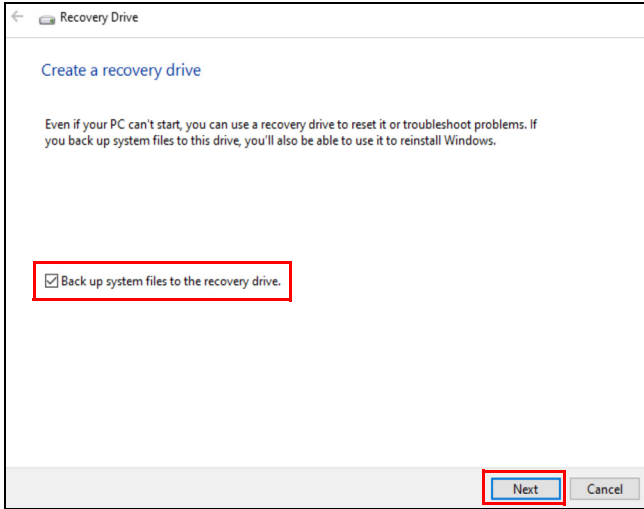 Recovery Drive
Create a recovery drive
Even if your PC can't start, you can use a recovery drive to reset it or troubleshoot problems. If
you back up system files to this drive, you'll also be able to use it to reinstall Windows.
Back up system files to the recovery drive.
Next Cancel